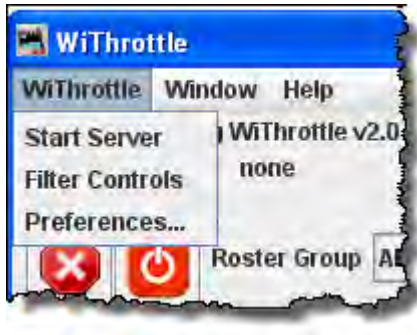 WiThrottle
WiThrottle Window Help
Start Server
WiThrottle v2.0
Filter Controls
none
Preferences...
Roster Group